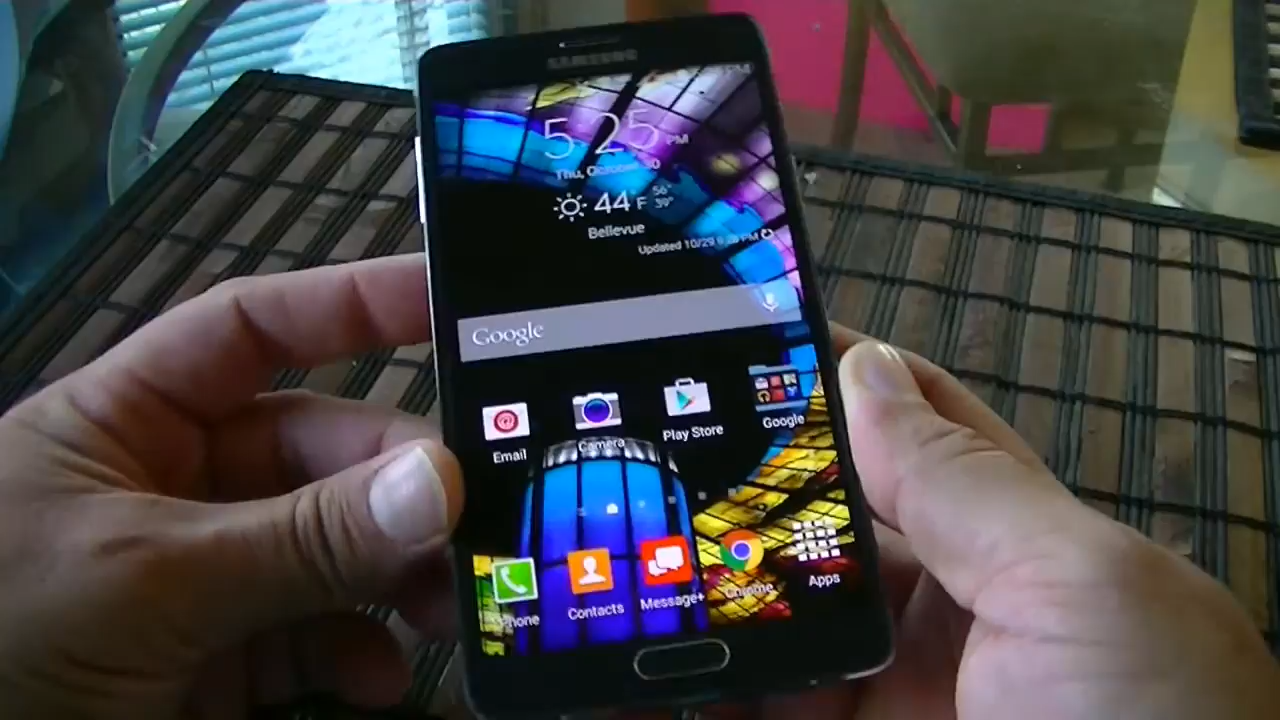 SAMSUNG
5:25 PM
Thu, October 30
44 F 56° 39°
Bellevue
Updated 10/29
PM
Google
Email
Camera
Play Store
Google
Phone
Contacts
Message+
Chrome
Apps